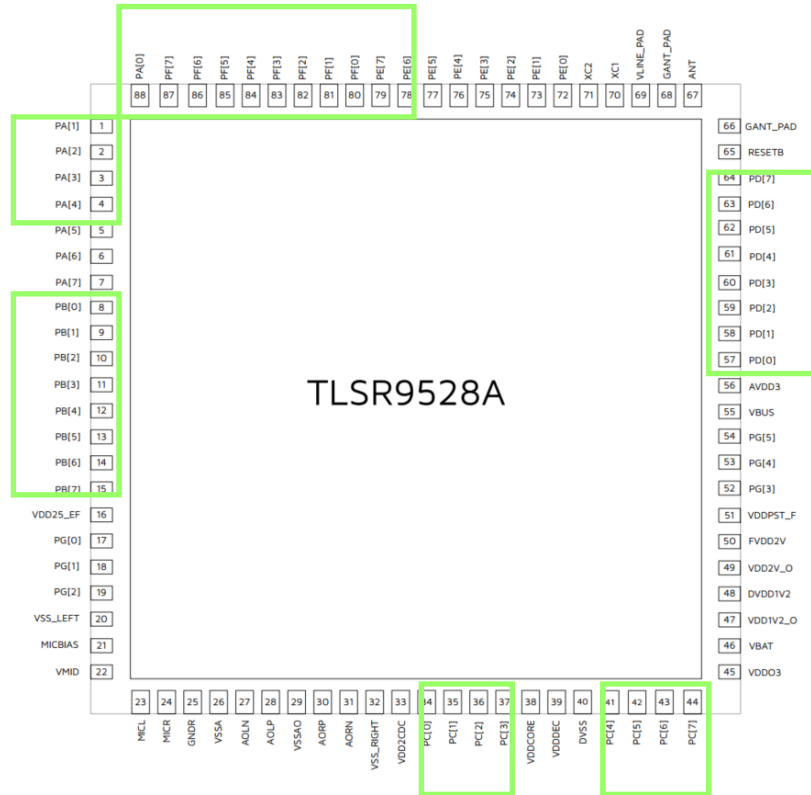 PA[0] PF[7] PF[6] PF[5] PF[4] PF[3] PF[2] PF[1] PF[0] PE[7] PE[6] PE[5] PE[4] PE[3] PE[2] PE[1] PE[0] XC2 XC1 VLINE_PAD GANT_PAD ANT
88 87 86 85 84 83 82 81 80 79 78 77 76 75 74 73 72 71 70 69 68 67
PA[1] 1 66 GANT_PAD
PA[2] 2 65 RESETB
PA[3] 3 64 PD[7]
PA[4] 4 63 PD[6]
PA[5] 5 62 PD[5]
PA[6] 6 61 PD[4]
PA[7] 7 60 PD[3]
PB[0] 8 59 PD[2]
PB[1] 9 58 PD[1]
PB[2] 10 57 PD[0]
PB[3] 11 56 AVDD3
TLSR9528A
PB[4] 12 55 VBUS
PB[5] 13 54 PG[5]
PB[6] 14 53 PG[4]
PB[7] 15 52 PG[3]
VDD25_EF 16 51 VDDPST_F
PG[0] 17 50 FVDD2V
PG[1] 18 49 VDD2V_O
PG[2] 19 48 DVDD1V2
VSS_LEFT 20 47 VDD1V2_O
MICBIAS 21 46 VBAT
VMID 22 45 VDDO3
23 24 25 26 27 28 29 30 31 32 33 34 35 36 37 38 39 40 41 42 43 44
MICL MICR GNDR VSSA AOLN AOLP VSSAO AORP AORN VSS_RIGHT VDD2CDC PC[0] PC[1] PC[2] PC[3] VDDCORE VDDDEC DVSS PC[4] PC[5] PC[6] PC[7]